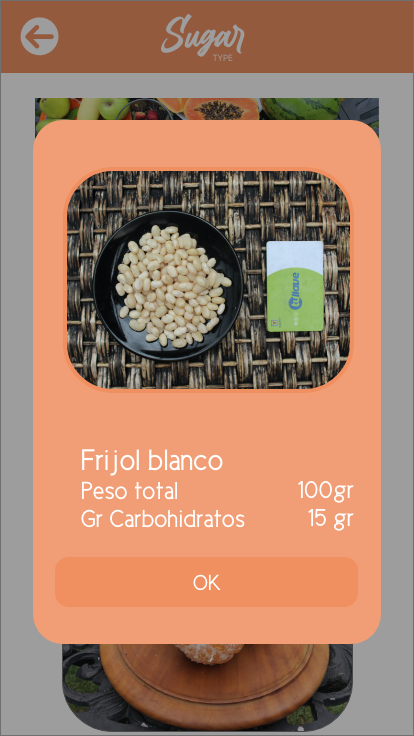 Sugar
TYPE
Frijol blanco
Peso total 100gr
Gr Carbohidratos 15 gr
OK